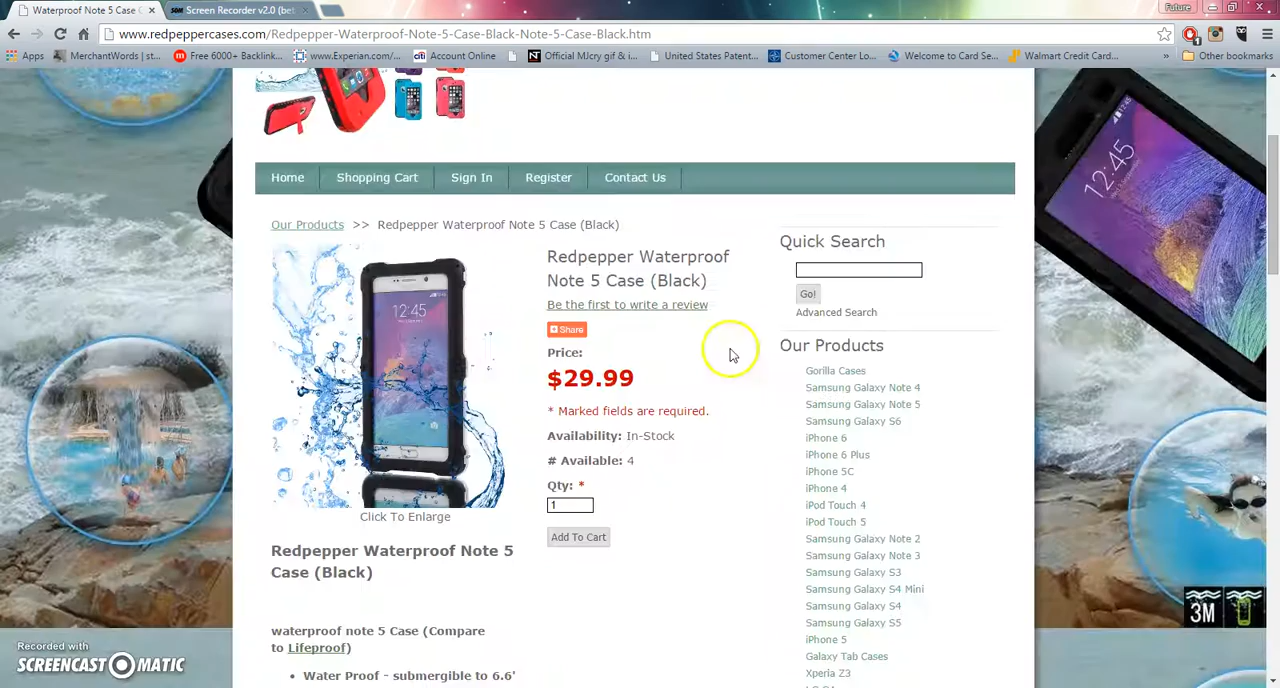 Waterproof Note 5 Case
Screen Recorder v2.0 (bet
Future
www.redpeppercases.com/Redpepper-Waterproof-Note-5-Case-Black-Note-5-Case-Black.htm
Apps
MerchantWords | st...
Free 6000+ Backlink...
www.Experian.com/...
citi Account Online
N Official Mlcry gif & i...
United States Patent...
Customer Center Lo...
Welcome to Card Se...
Walmart Credit Card...
»
Other bookmarks
Home
Shopping Cart
Sign In
Register
Contact Us
Our Products >> Redpepper Waterproof Note 5 Case (Black)
12:45
Click To Enlarge
Redpepper Waterproof Note 5
Case (Black)
waterproof note 5 Case (Compare
to Lifeproof)
• Water Proof - submergible to 6.6'
Redpepper Waterproof
Note 5 Case (Black)
Be the first to write a review
Share
Price:
$29.99
* Marked fields are required.
Availability: In-Stock
# Available: 4
Qty: *
1
Add To Cart
Quick Search
Go!
Advanced Search
Our Products
Gorilla Cases
Samsung Galaxy Note 4
Samsung Galaxy Note 5
Samsung Galaxy S6
iPhone 6
iPhone 6 Plus
iPhone 5C
iPhone 4
iPod Touch 4
iPod Touch 5
Samsung Galaxy Note 2
Samsung Galaxy Note 3
Samsung Galaxy S3
Samsung Galaxy S4 Mini
Samsung Galaxy S4
Samsung Galaxy S5
iPhone 5
Galaxy Tab Cases
Xperia Z3
12:45
3M
Recorded with
SCREENCAST-O-MATIC